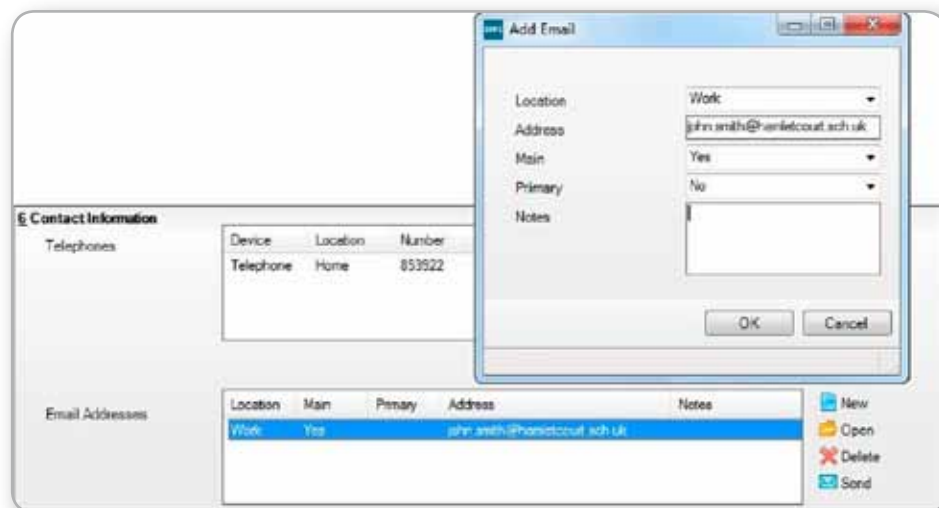 Add Email
Location Work
Address john.smith@hamletcourt.sch.uk
Main Yes
Primary No
Notes
OK Cancel
6 Contact Information
Telephones
Device Location Number
Telephone Home 853922
Email Addresses
Location Main Primary Address Notes
Work Yes john.smith@hamletcourt.sch.uk
New
Open
Delete
Send